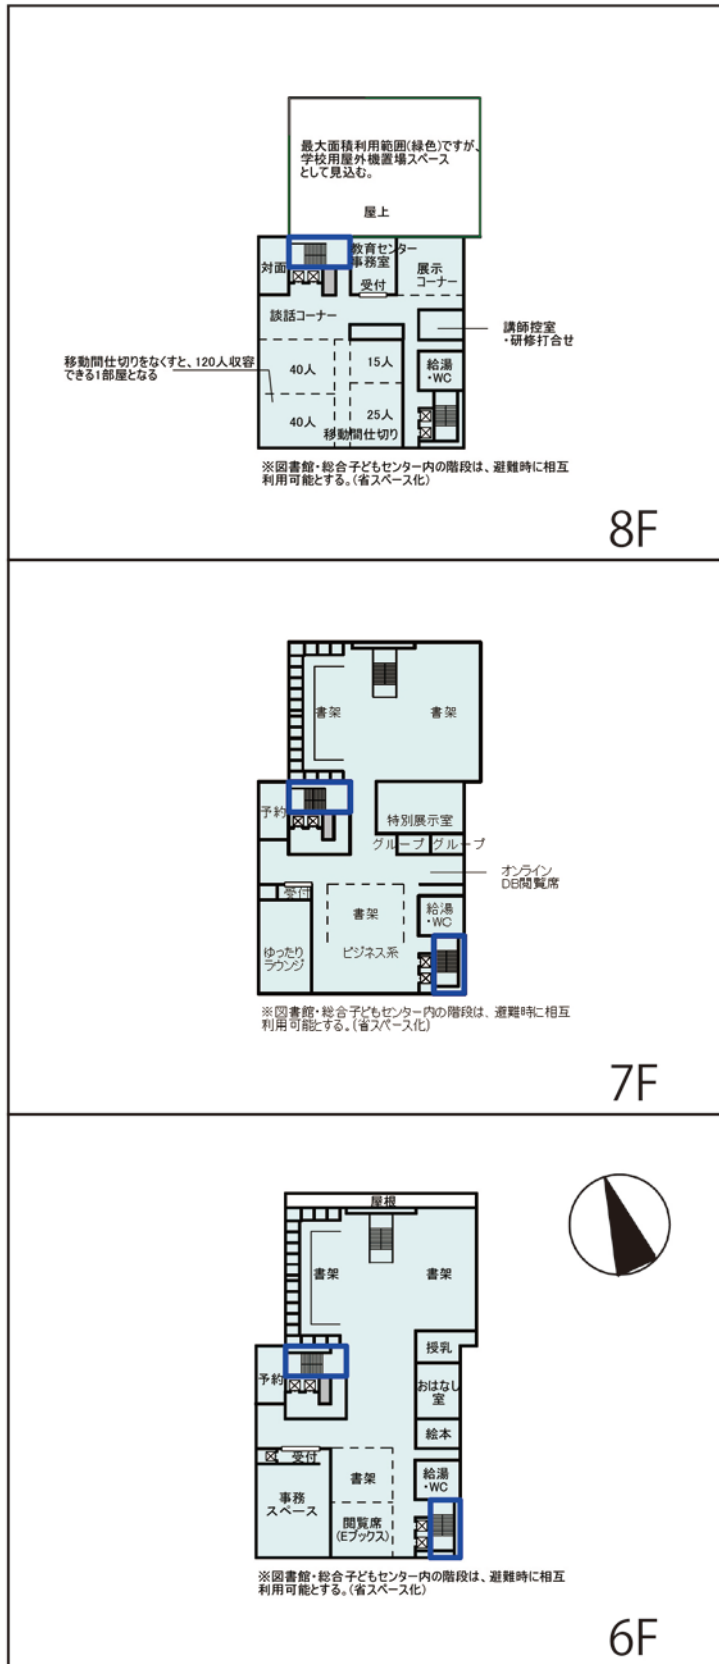 最大面積利用範囲(緑色)ですが、
学校用屋外機置場スペース
として見込む。
屋上
対面
教育センター
事務室
受付
展示
コーナー
談話コーナー
講師控室
・研修打合せ
移動間仕切りをなくすと、120人収容
できる1部屋となる
40人
15人
給湯
・WC
40人
25人
移動間仕切り
※図書館・総合子どもセンター内の階段は、避難時に相互
利用可能とする。(省スペース化)
8F
書架
書架
予約
特別展示室
グループ
グループ
オンライン
DB閲覧席
受付
書架
給湯
・WC
ゆったり
ラウンジ
ビジネス系
※図書館・総合子どもセンター内の階段は、避難時に相互
利用可能とする。(省スペース化)
7F
屋根
書架
書架
授乳
予約
おはなし
室
絵本
受付
書架
給湯
・WC
事務
スペース
閲覧席
(Eブックス)
※図書館・総合子どもセンター内の階段は、避難時に相互
利用可能とする。(省スペース化)
6F